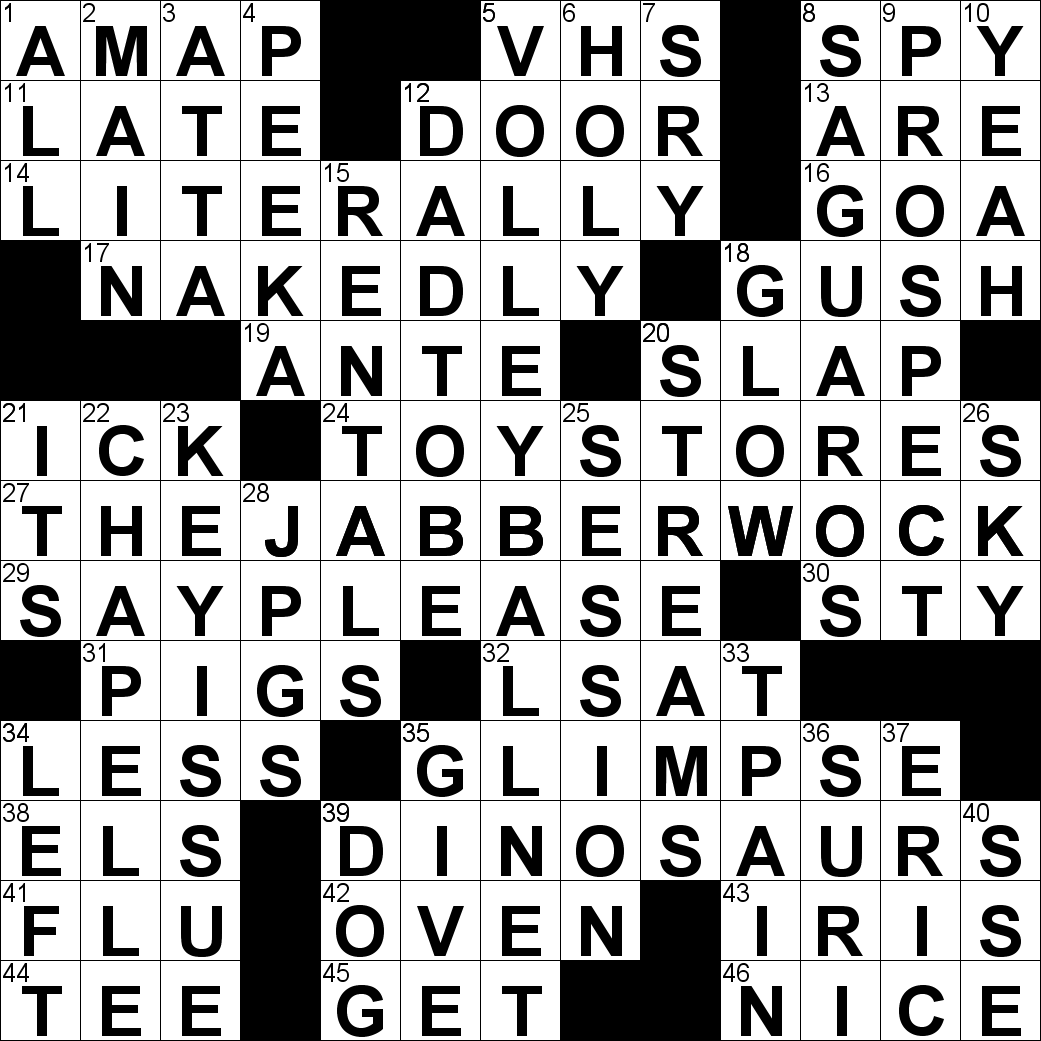 1 2 3 4 5 6 7 8 9 10
A M A P V H S S P Y
11 12 13
L A T E D O O R A R E
14 15 16
L I T E R A L L Y G O A
17 18
N A K E D L Y G U S H
19 20
A N T E S L A P
21 22 23 24 25 26
I C K T O Y S T O R E S
27 28
T H E J A B B E R W O C K
29 30
S A Y P L E A S E S T Y
31 32 33
P I G S L S A T
34 35 36 37
L E S S G L I M P S E
38 39 40
E L S D I N O S A U R S
41 42 43
F L U O V E N I R I S
44 45 46
T E E G E T N I C E